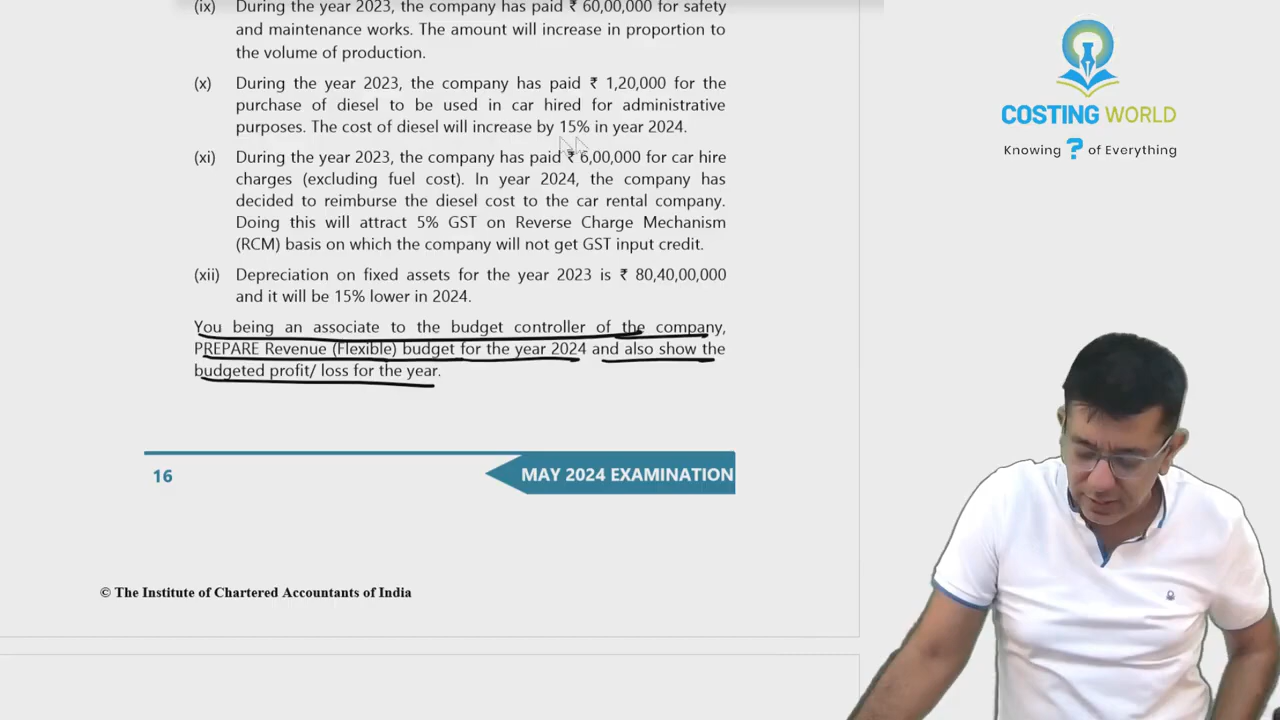 (ix) During the year 2023, the company has paid ₹ 60,00,000 for safety
and maintenance works. The amount will increase in proportion to
the volume of production.
(x) During the year 2023, the company has paid ₹ 1,20,000 for the
purchase of diesel to be used in car hired for administrative
purposes. The cost of diesel will increase by 15% in year 2024.
(xi) During the year 2023, the company has paid ₹ 6,00,000 for car hire
charges (excluding fuel cost). In year 2024, the company has
decided to reimburse the diesel cost to the car rental company.
Doing this will attract 5% GST on Reverse Charge Mechanism
(RCM) basis on which the company will not get GST input credit.
(xii) Depreciation on fixed assets for the year 2023 is ₹ 80,40,00,000
and it will be 15% lower in 2024.
You being an associate to the budget controller of the company,
PREPARE Revenue (Flexible) budget for the year 2024 and also show the
budgeted profit/ loss for the year.
16
MAY 2024 EXAMINATION
© The Institute of Chartered Accountants of India
COSTING WORLD
Knowing ? of Everything